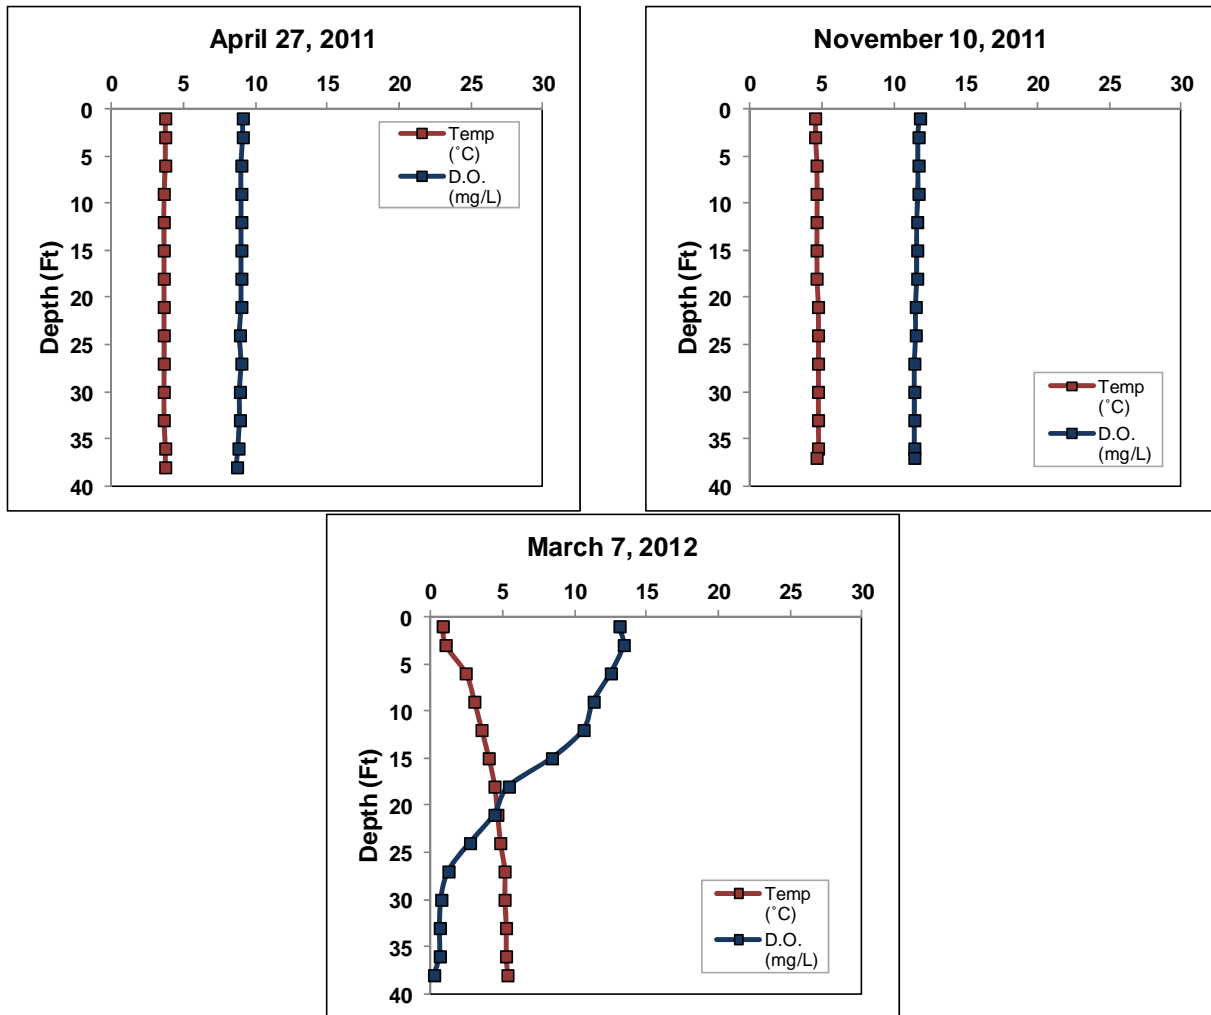 April 27, 2011
0 5 10 15 20 25 30
0
5
10
15
20
25
30
35
40
Depth (Ft)
Temp
(˚C)
D.O.
(mg/L)
November 10, 2011
0 5 10 15 20 25 30
0
5
10
15
20
25
30
35
40
Depth (Ft)
Temp
(˚C)
D.O.
(mg/L)
March 7, 2012
0 5 10 15 20 25 30
0
5
10
15
20
25
30
35
40
Depth (Ft)
Temp
(˚C)
D.O.
(mg/L)